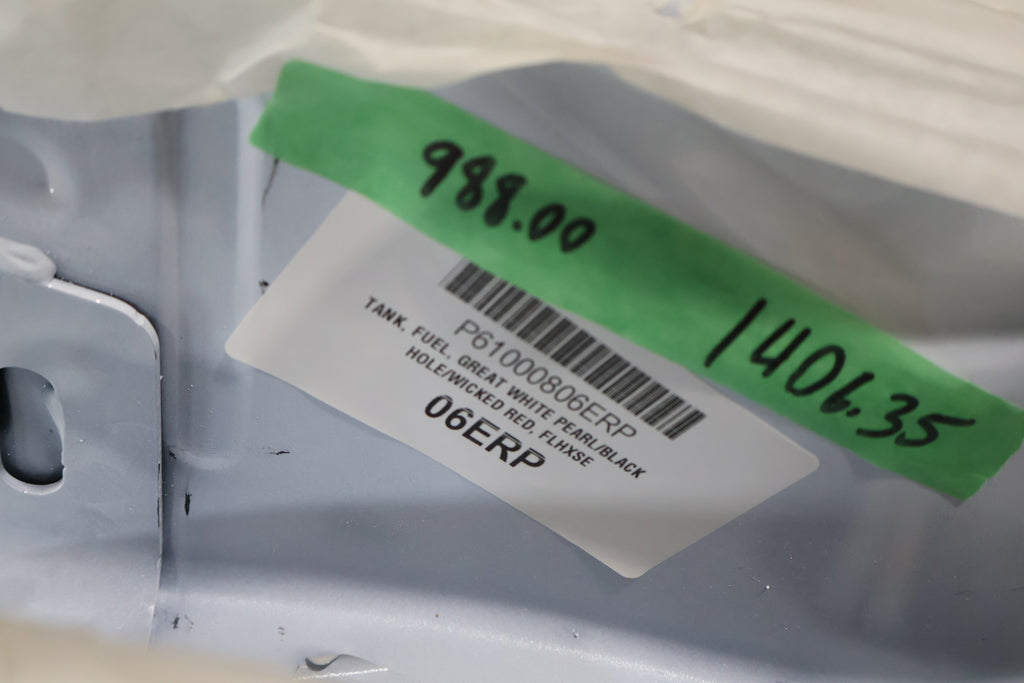 988.00
1406.35
P61000806ERP
TANK, FUEL, GREAT WHITE PEARL/BLACK
HOLE/WICKED RED, FLHXSE
06ERP